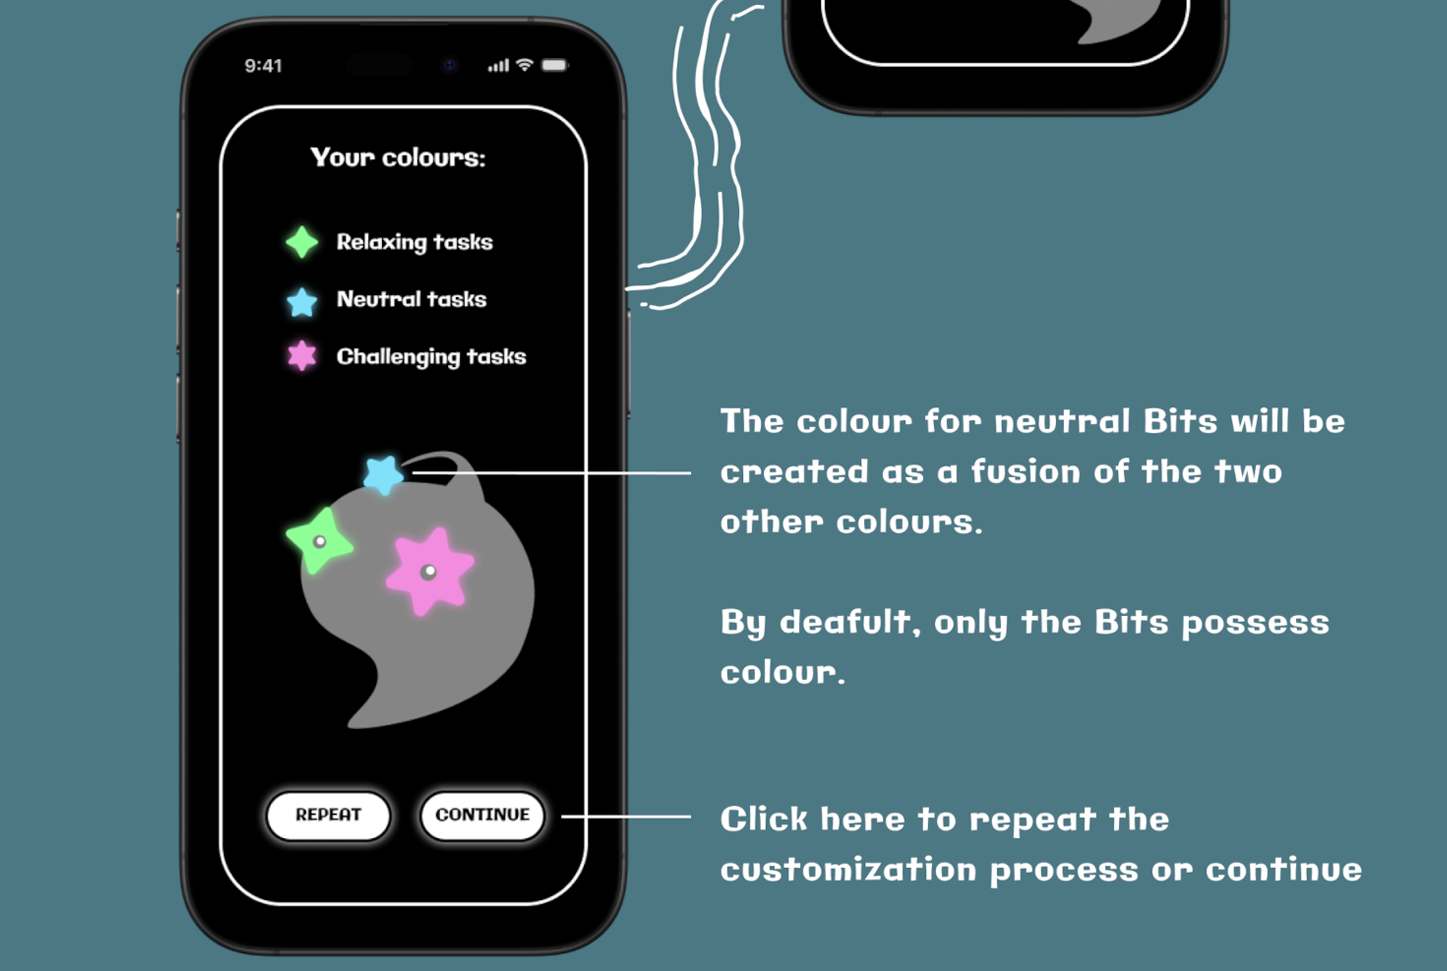 9:41
Your colours:
Relaxing tasks
Neutral tasks
Challenging tasks
REPEAT
CONTINUE
The colour for neutral Bits will be
created as a fusion of the two
other colours.
By deafult, only the Bits possess
colour.
Click here to repeat the
customization process or continue